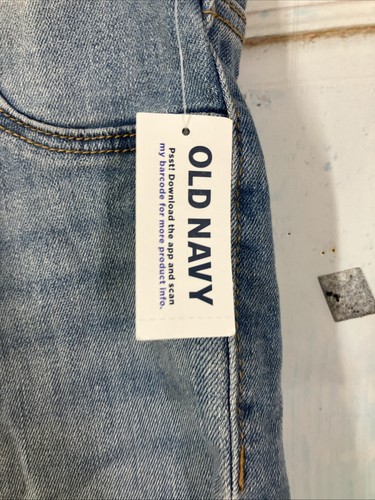 OLD NAVY
Psst! Download the app and scan
my barcode for more product info.